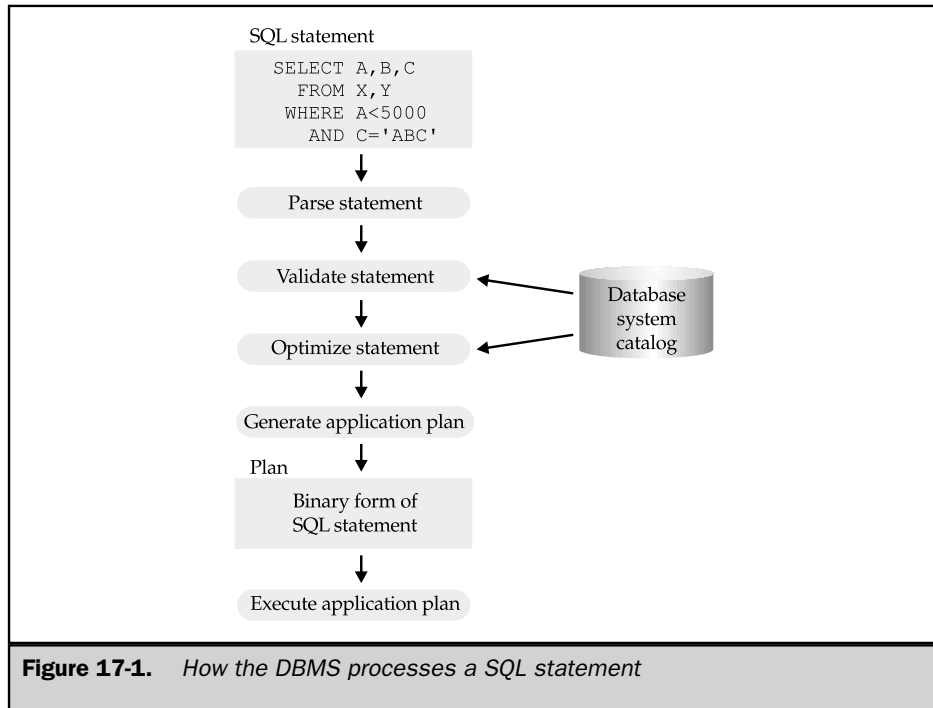 SQL statement
SELECT A,B,C
FROM X,Y
WHERE A<5000
AND C='ABC'
Parse statement
Validate statement
Database
system
catalog
Optimize statement
Generate application plan
Plan
Binary form of
SQL statement
Execute application plan
Figure 17-1. How the DBMS processes a SQL statement